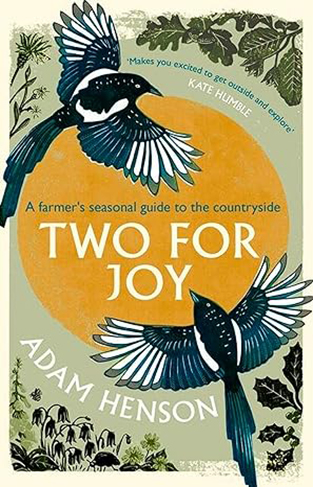 'Makes you excited to get outside and explore'
KATE HUMBLE
A farmer's seasonal guide to the countryside
TWO FOR
JOY
ADAM HENSON